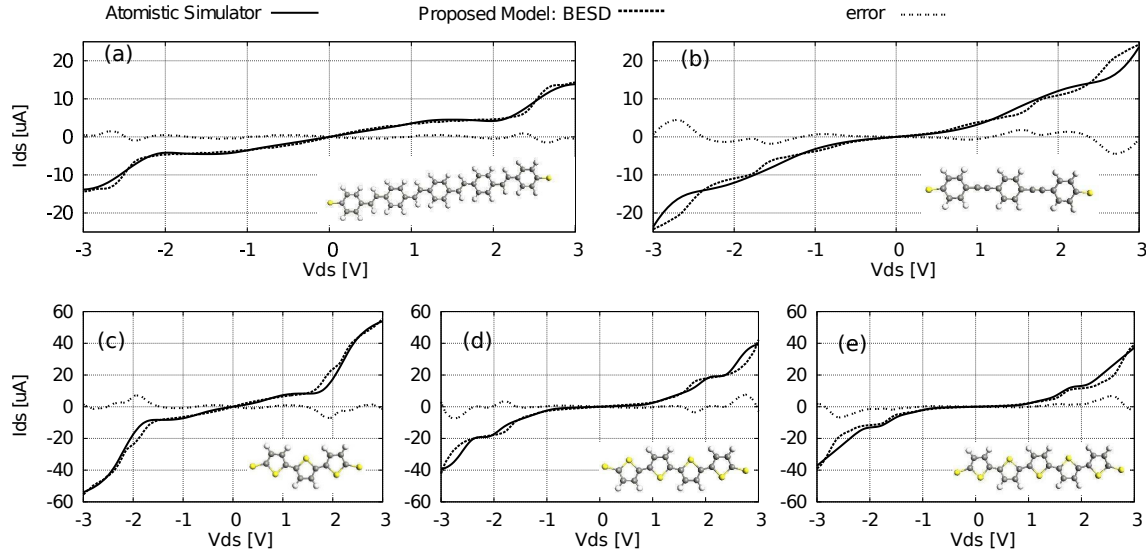 Atomistic Simulator Proposed Model: BESD error
(a) (b)
Ids [uA]
20 20
10 10
0 0
-10 -10
-20 -20
-3 -2 -1 0 1 2 3 -3 -2 -1 0 1 2 3
Vds [V] Vds [V]
(c) (d) (e)
Ids [uA]
60 60 60
40 40 40
20 20 20
0 0 0
-20 -20 -20
-40 -40 -40
-60 -60 -60
-3 -2 -1 0 1 2 3 -3 -2 -1 0 1 2 3 -3 -2 -1 0 1 2 3
Vds [V] Vds [V] Vds [V]